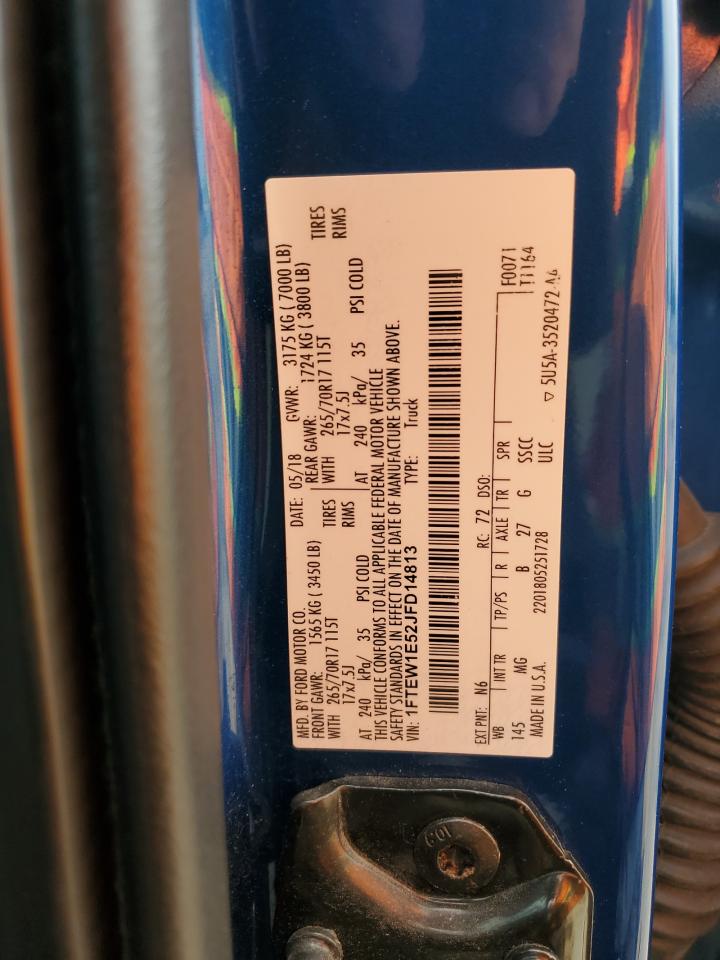 MFD. BY FORD MOTOR CO. DATE: 05/18 GVWR: 3175 KG ( 7000 LB)
FRONT GAWR: 1565 KG ( 3450 LB) REAR GAWR: 1724 KG ( 3800 LB)
WITH 265/70R17 115T TIRES WITH 265/70R17 115T TIRES
17x7.5J RIMS 17x7.5J RIMS
AT 240 kPa/ 35 PSI COLD AT 240 kPa/ 35 PSI COLD
THIS VEHICLE CONFORMS TO ALL APPLICABLE FEDERAL MOTOR VEHICLE
SAFETY STANDARDS IN EFFECT ON THE DATE OF MANUFACTURE SHOWN ABOVE.
VIN: 1FTEW1E52JFD14813 TYPE: Truck
EXT PNT: N6 RC: 72 DSO: F0071
T1164
WB INT TR TP/PS R AXLE TR SPR
145 MG B 27 G SSCC
2201805251728 ULC
MADE IN U.S.A. ▽ 5U5A-3520472-